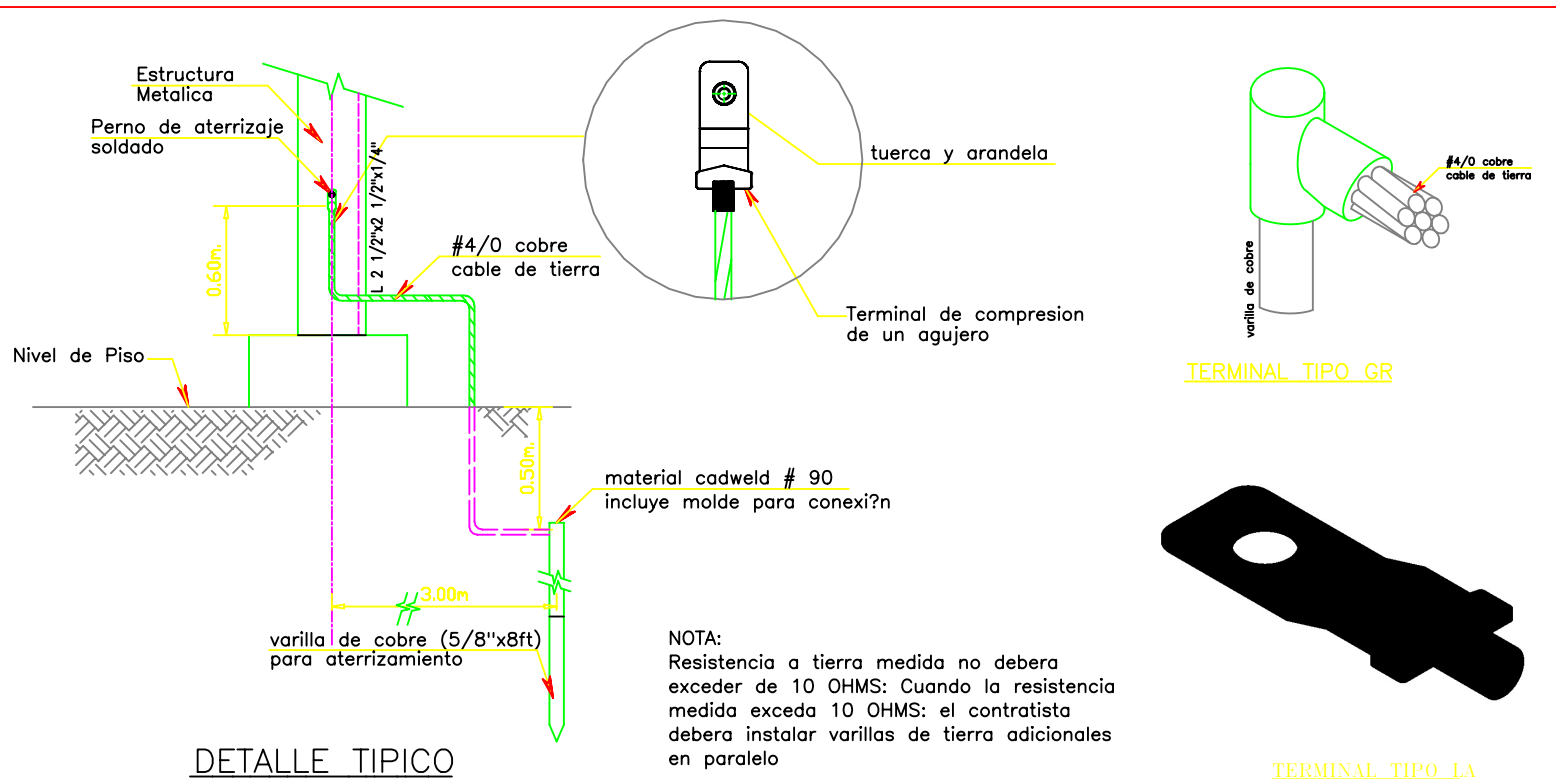 Estructura
Metalica
Perno de aterrizaje
soldado
L 2 1/2"x2 1/2"x1/4"
0.60m.
#4/0 cobre
cable de tierra
Nivel de Piso
tuerca y arandela
Terminal de compresion
de un agujero
#4/0 cobre
cable de tierra
varilla de cobre
TERMINAL TIPO GR
0.50m.
material cadweld # 90
incluye molde para conexi?n
3.00m
varilla de cobre (5/8''x8ft)
para aterrizamiento
NOTA:
Resistencia a tierra medida no debera
exceder de 10 OHMS: Cuando la resistencia
medida exceda 10 OHMS: el contratista
debera instalar varillas de tierra adicionales
en paralelo
DETALLE TIPICO
TERMINAL TIPO LA